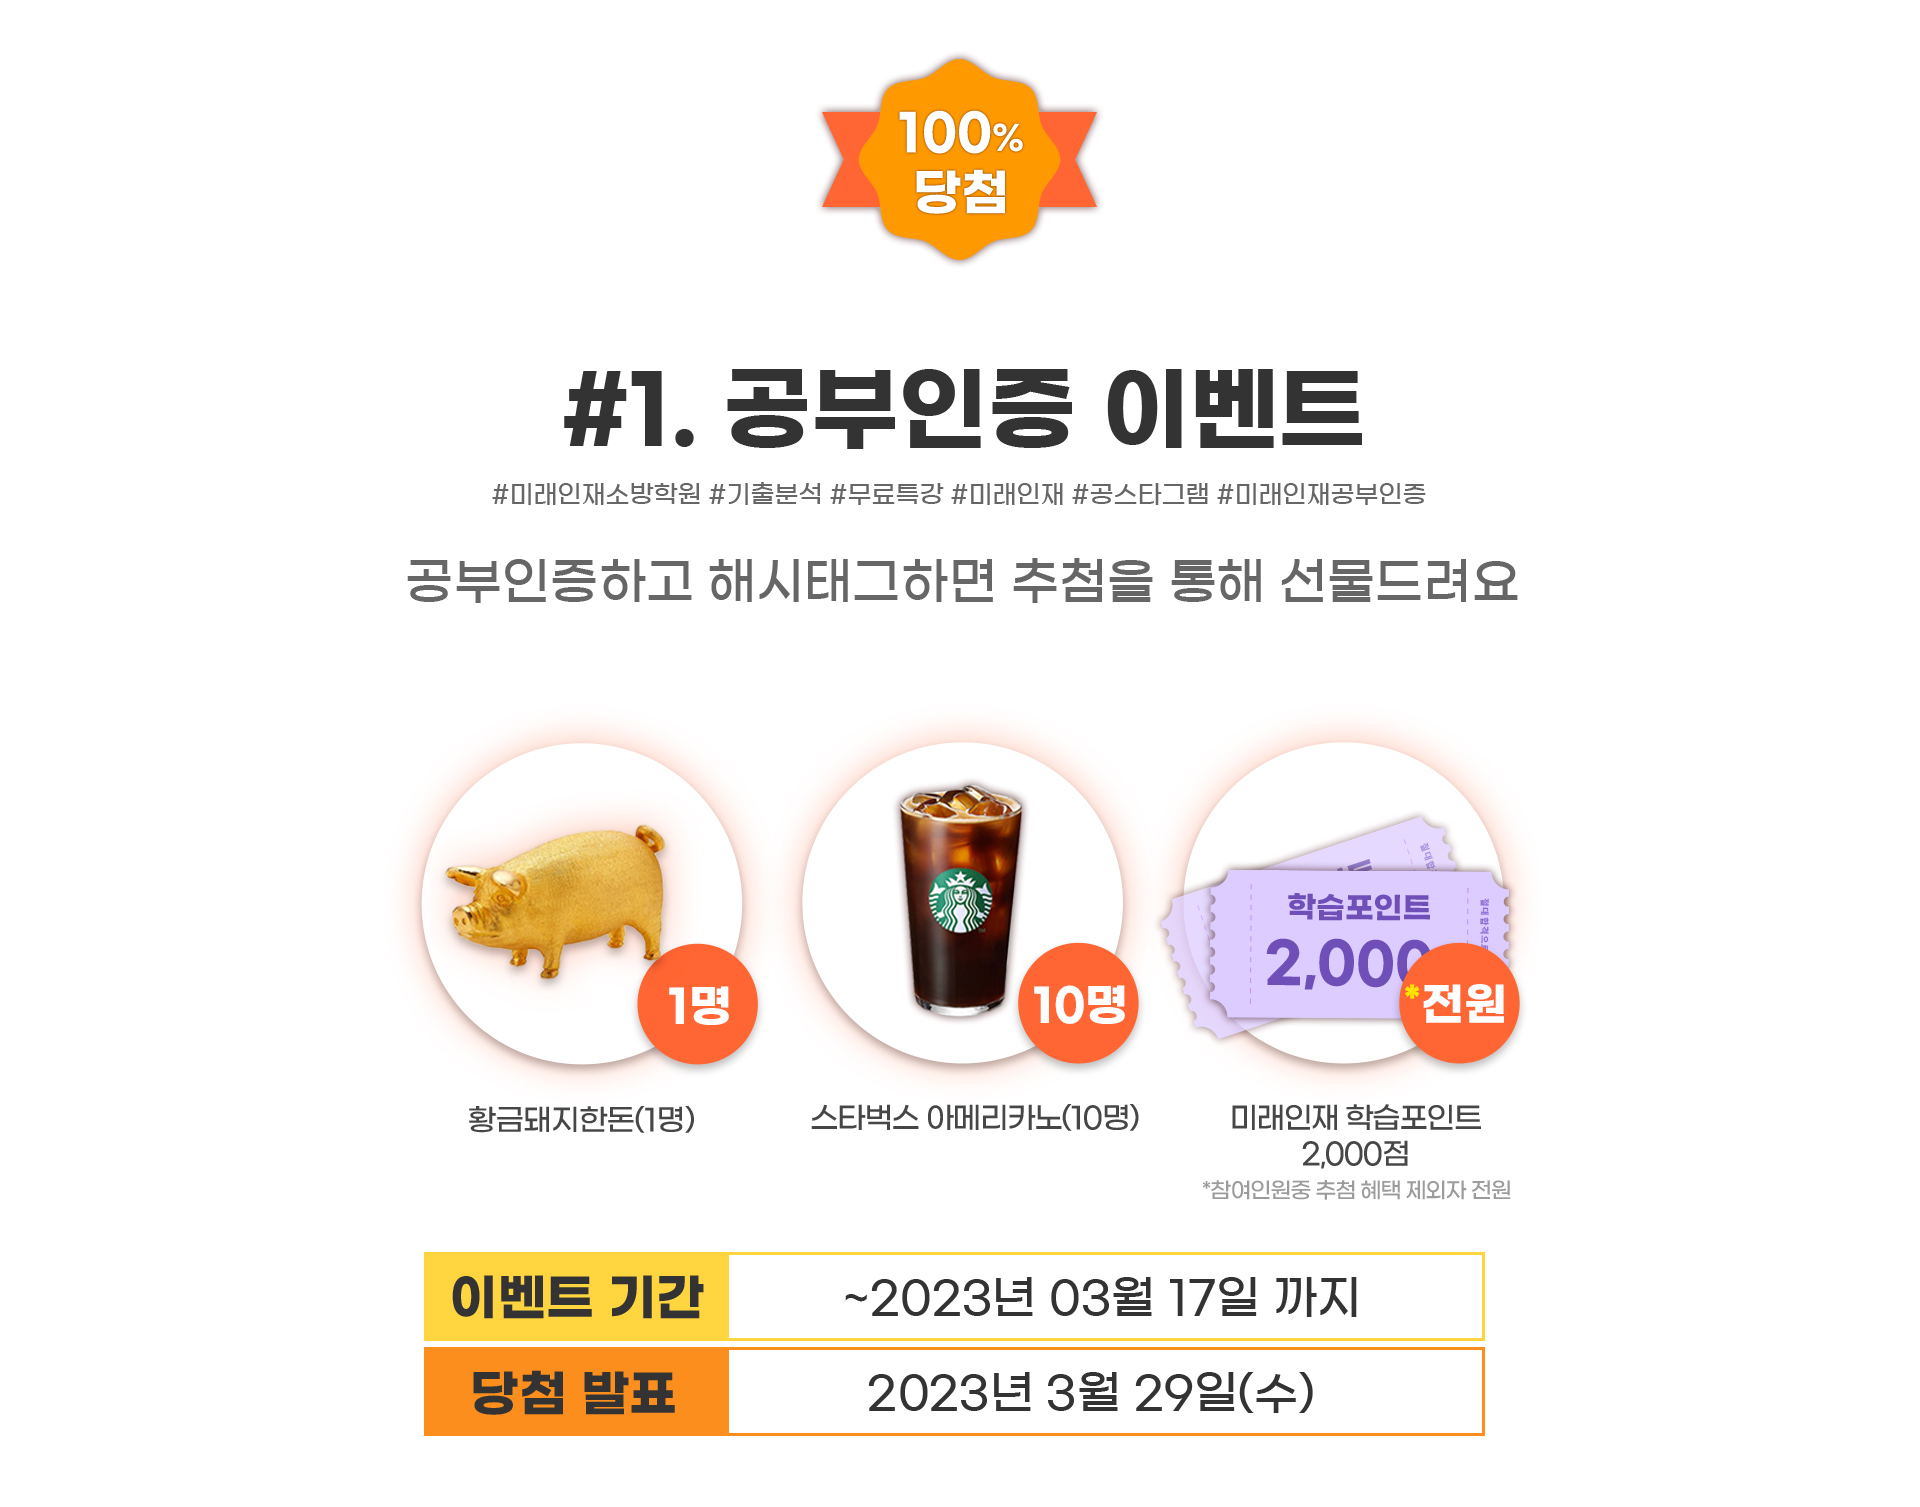 100%
당첨
#1. 공부인증 이벤트
#미래인재소방학원 #기출분석 #무료특강 #미래인재 #공스타그램 #미래인재공부인증
공부인증하고 해시태그하면 추첨을 통해 선물드려요
1명
10명
학습포인트
2,000
*전원
황금돼지한돈(1명)
스타벅스 아메리카노(10명)
미래인재 학습포인트
2,000점
*참여인원중 추첨 혜택 제외자 전원
이벤트 기간
~2023년 03월 17일 까지
당첨 발표
2023년 3월 29일(수)